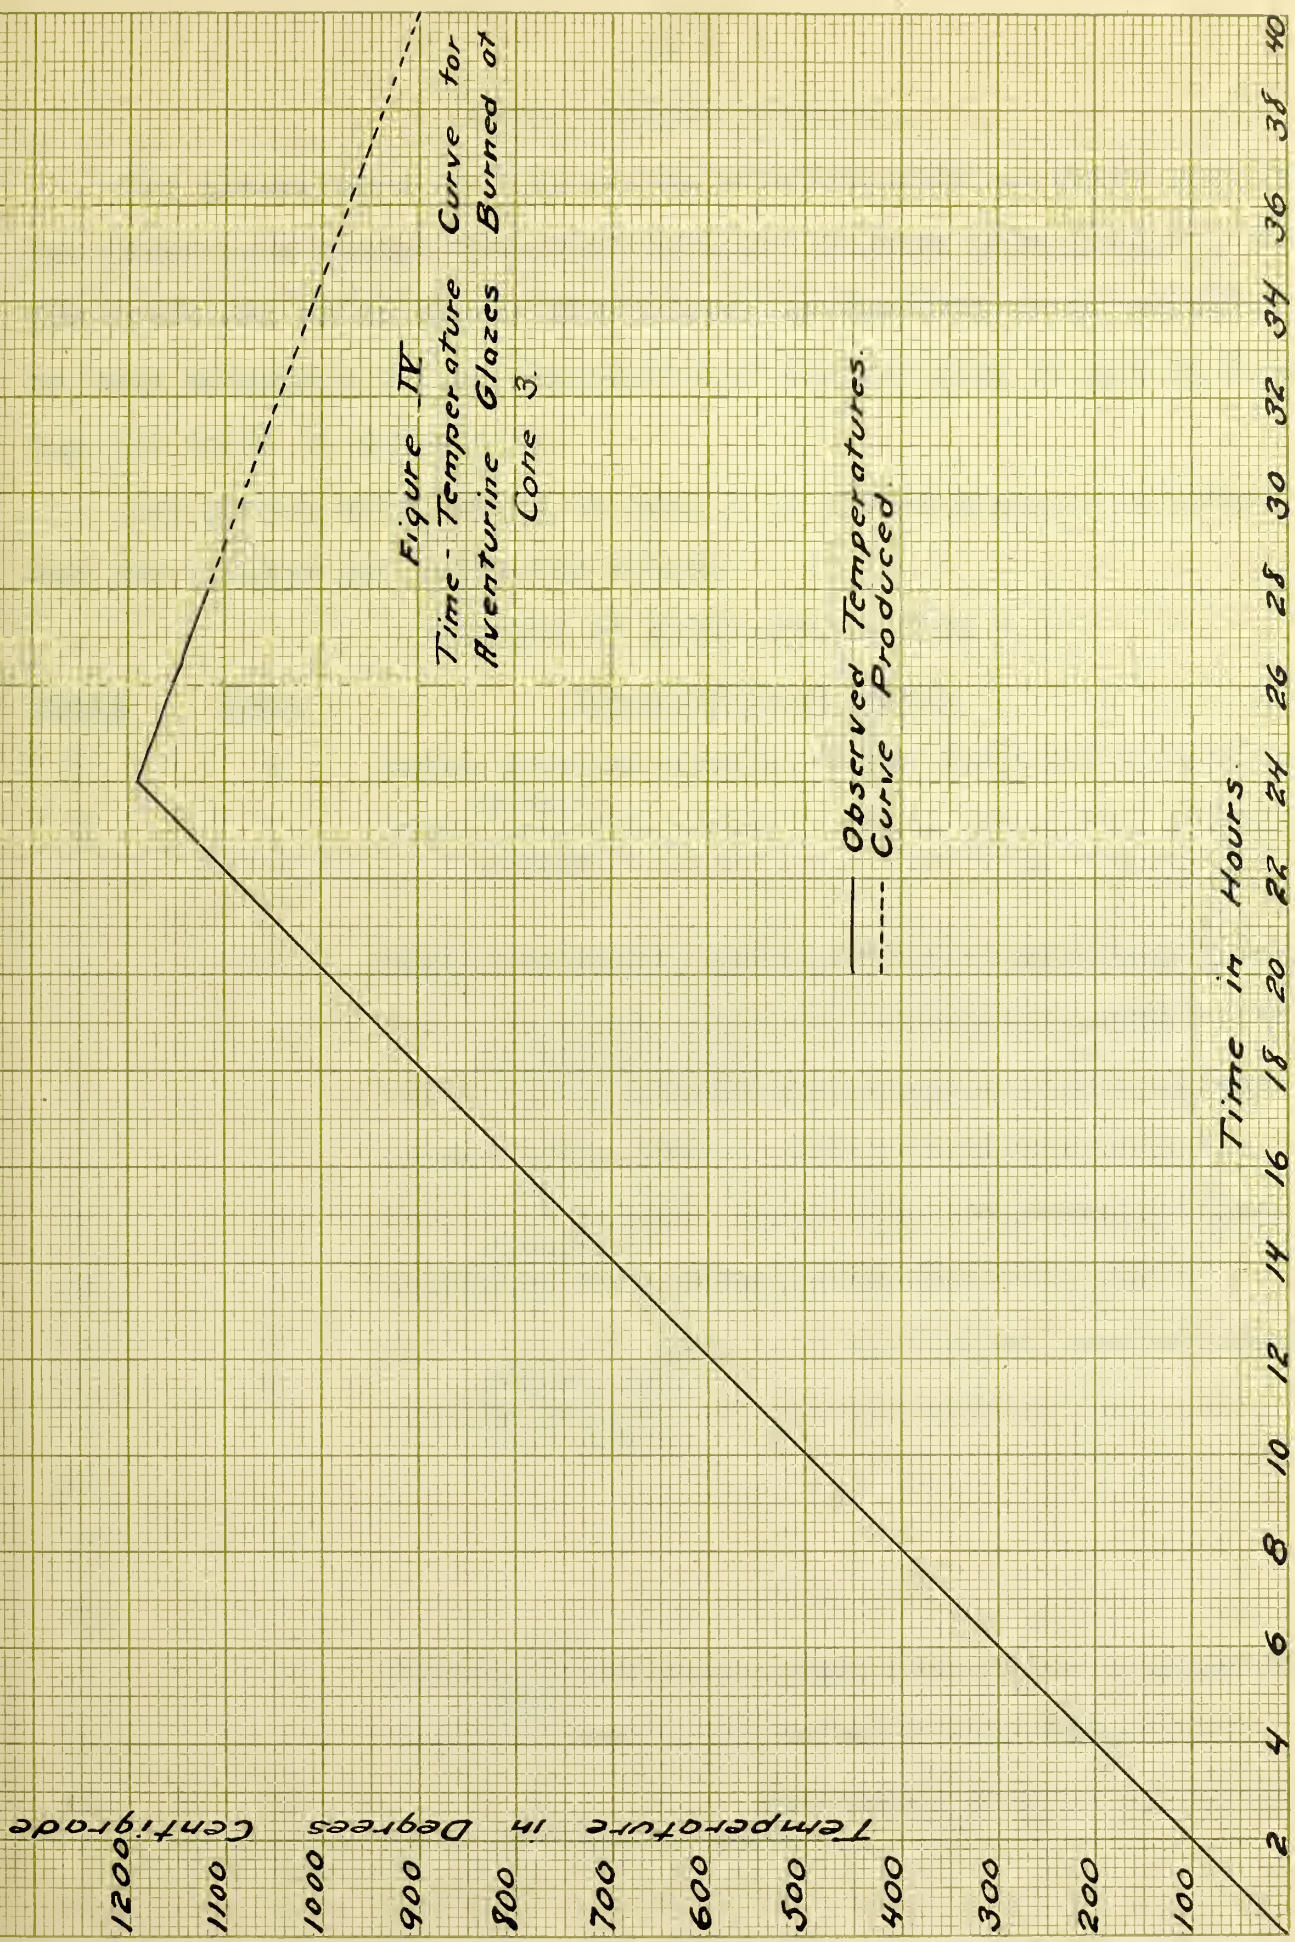 Figure IV
Time - Temperature Curve for
Aventurine Glazes Burned at
Cone 3.
Temperature in Degrees Centigrade
1200
1100
1000
900
800
700
600
500
400
300
200
100
Observed Temperatures.
Curve Produced.
Time in Hours.
2 4 6 8 10 12 14 16 18 20 22 24 26 28 30 32 34 36 38 40